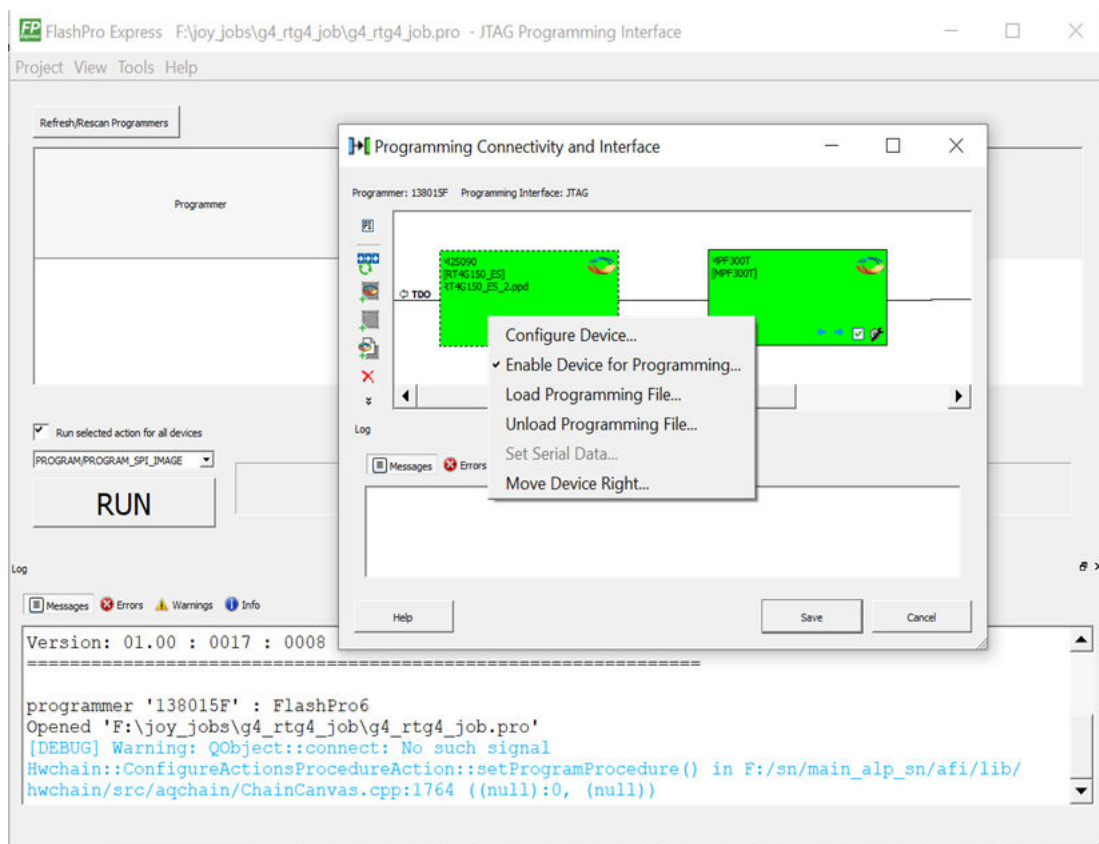 FP FlashPro Express F:\joy_jobs\g4_rtg4_job\g4_rtg4_job.pro - JTAG Programming Interface
Project View Tools Help
Refresh/Rescan Programmers
Programmer
Programming Connectivity and Interface
Programmer: 138015F Programming Interface: JTAG
PI
TDO
M2S090
[RT4G150_ES]
RT4G150_ES_2.ppd
MPF300T
[MPF300T]
Configure Device...
Enable Device for Programming...
Load Programming File...
Unload Programming File...
Set Serial Data...
Move Device Right...
Log
Messages Errors
Help Save Cancel
Run selected action for all devices
PROGRAM/PROGRAM_SPI_IMAGE
RUN
Log
Messages Errors Warnings Info
Version: 01.00 : 0017 : 0008
================================================================
programmer '138015F' : FlashPro6
Opened 'F:\joy_jobs\g4_rtg4_job\g4_rtg4_job.pro'
[DEBUG] Warning: QObject::connect: No such signal
Hwchain::ConfigureActionsProcedureAction::setProgramProcedure() in F:/sn/main_alp_sn/afi/lib/
hwchain/src/aqchain/ChainCanvas.cpp:1764 ((null):0, (null))